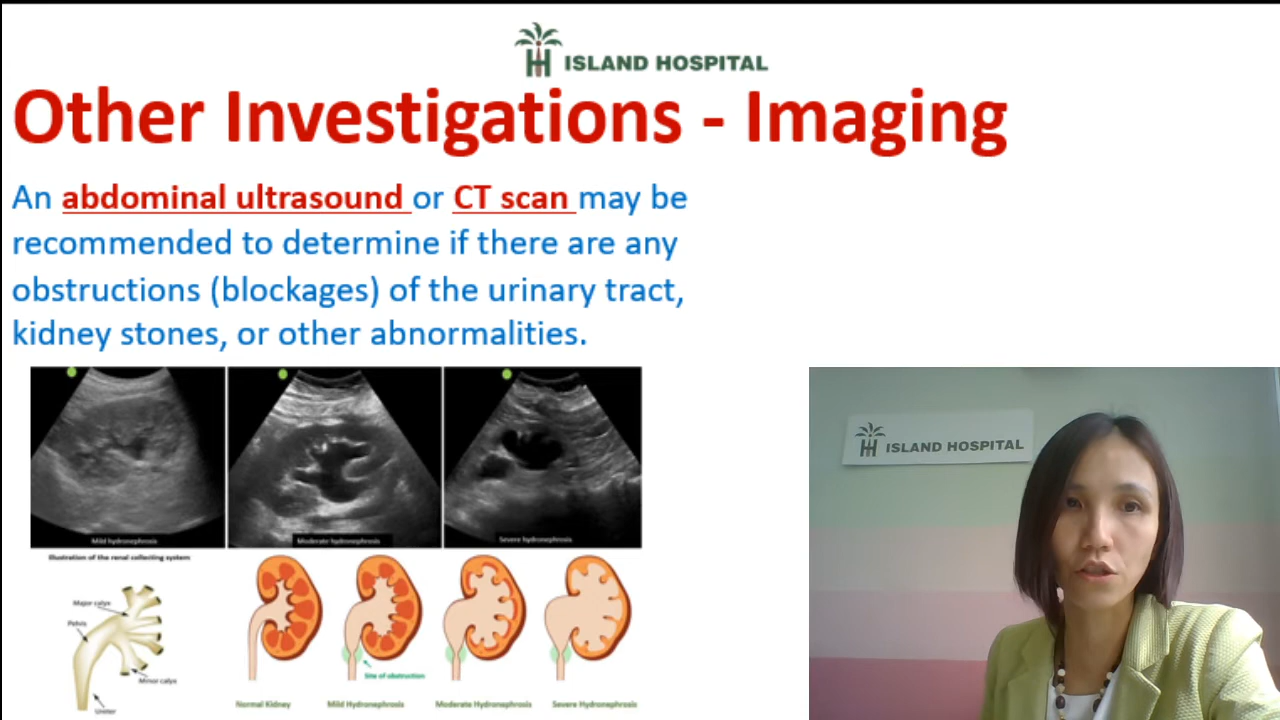 ISLAND HOSPITAL
Other Investigations - Imaging
An abdominal ultrasound or CT scan may be
recommended to determine if there are any
obstructions (blockages) of the urinary tract,
kidney stones, or other abnormalities.
Mild hydronephrosis
Moderate hydronephrosis
Severe hydronephrosis
Illustration of the renal collecting system
Major calyx
Pelvis
Minor calyx
Ureter
Site of obstruction
Normal Kidney
Mild Hydronephrosis
Moderate Hydronephrosis
Severe Hydronephrosis
ISLAND HOSPITAL